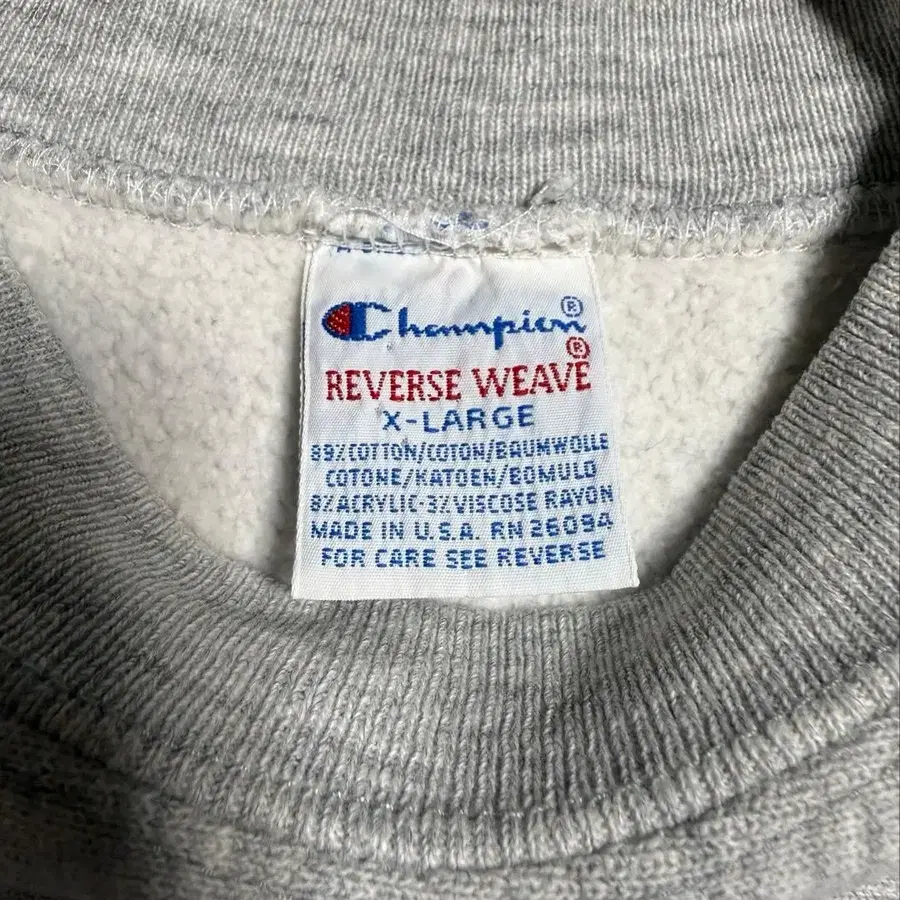 Champion®
REVERSE WEAVE®
X-LARGE
89% COTTON/COTON/BAUMWOLLE
COTONE/KATOEN/BOMULD
8% ACRYLIC-3% VISCOSE RAYON
MADE IN U.S.A. RN 26094
FOR CARE SEE REVERSE